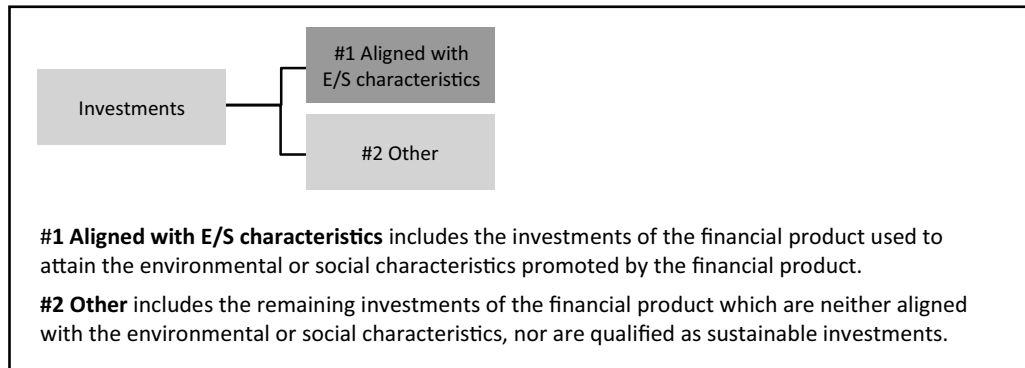 #1 Aligned with
E/S characteristics
Investments
#2 Other
#1 Aligned with E/S characteristics includes the investments of the financial product used to
attain the environmental or social characteristics promoted by the financial product.
#2 Other includes the remaining investments of the financial product which are neither aligned
with the environmental or social characteristics, nor are qualified as sustainable investments.